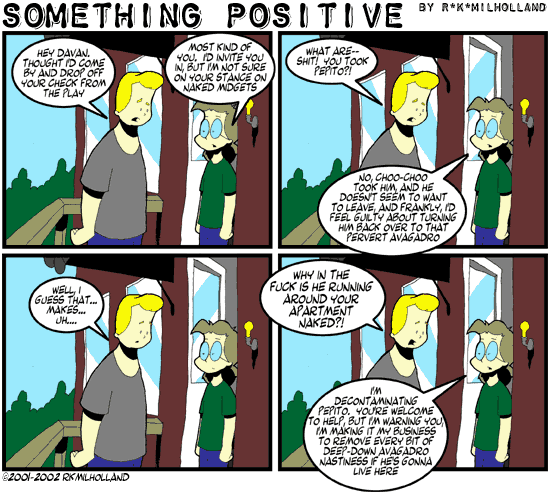 SOMETHING POSITIVE BY R*K*MILHOLLAND
HEY DAVAN.
THOUGHT I'D COME
BY AND DROP OFF
YOUR CHECK FROM
THE PLAY
MOST KIND OF
YOU. I'D INVITE YOU
IN, BUT I'M NOT SURE
ON YOUR STANCE ON
NAKED MIDGETS
WHAT ARE--
SHIT! YOU TOOK
PEPITO?!
NO, CHOO-CHOO
TOOK HIM, AND HE
DOESN'T SEEM TO WANT
TO LEAVE, AND FRANKLY, I'D
FEEL GUILTY ABOUT TURNING
HIM BACK OVER TO THAT
PERVERT AVAGADRO
WELL, I
GUESS THAT...
MAKES...
UH....
WHY IN THE
FUCK IS HE RUNNING
AROUND YOUR
APARTMENT
NAKED?!
I'M
DECONTAMINATING
PEPITO. YOU'RE WELCOME
TO HELP, BUT I'M WARNING YOU,
I'M MAKING IT MY BUSINESS
TO REMOVE EVERY BIT OF
DEEP-DOWN AVAGADRO
NASTINESS IF HE'S GONNA
LIVE HERE
©2001-2002 RKMILHOLLAND